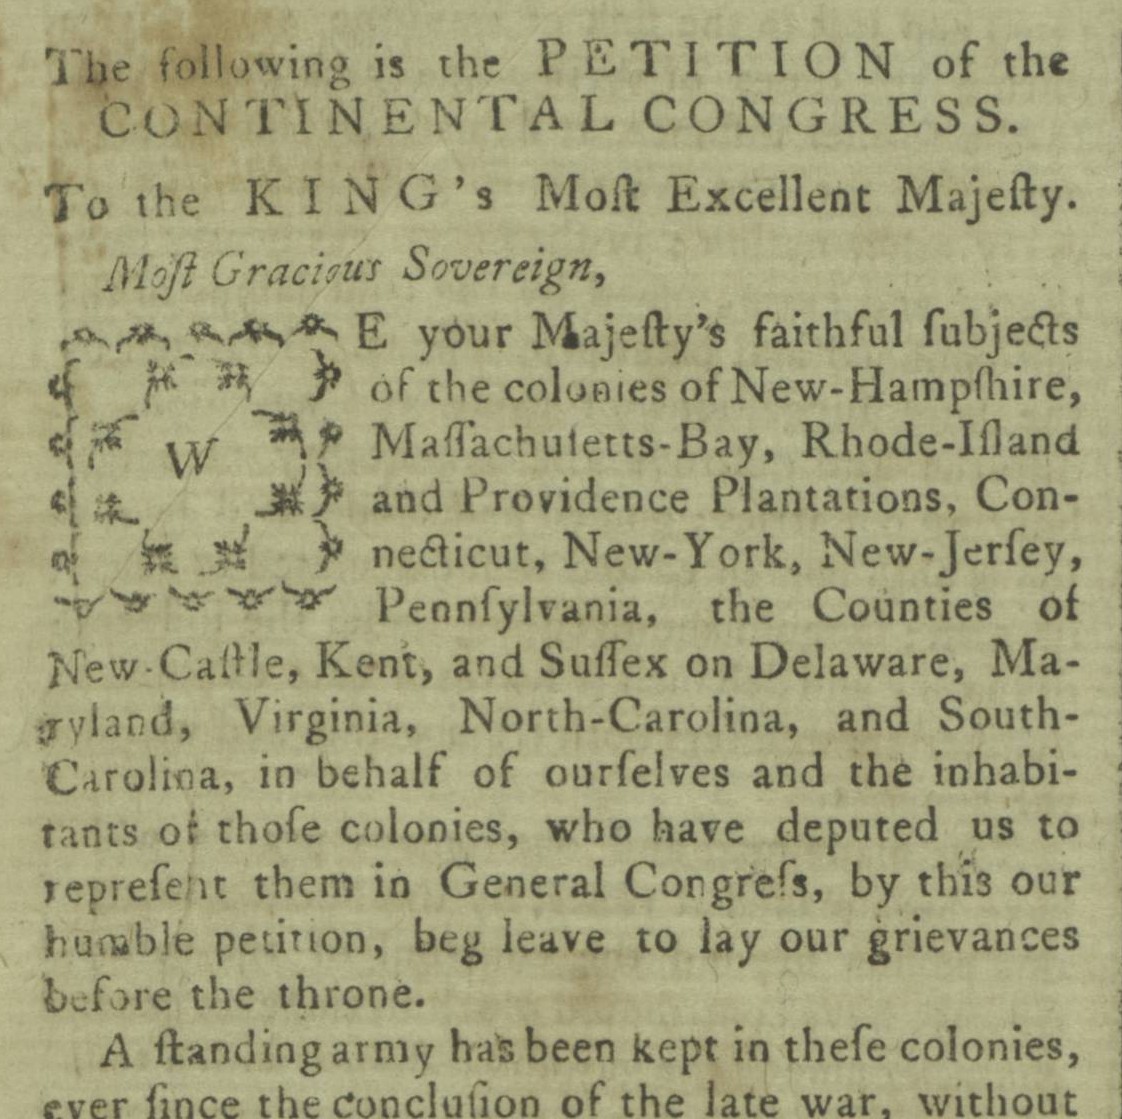 The following is the PETITION of the
CONTINENTAL CONGRESS.
To the KING's Moſt Excellent Majeſty.
Moſt Gracious Sovereign,
WE your Majeſty's faithful ſubjects
of the colonies of New-Hampſhire,
Maſſachuſetts-Bay, Rhode-Iſland
and Providence Plantations, Con-
necticut, New-York, New-Jerſey,
Pennſylvania, the Counties of
New-Caſtle, Kent, and Suſſex on Delaware, Ma-
ryland, Virginia, North-Carolina, and South-
Carolina, in behalf of ourſelves and the inhabi-
tants of thoſe colonies, who have deputed us to
repreſent them in General Congreſs, by this our
humble petition, beg leave to lay our grievances
before the throne.
A ſtanding army has been kept in theſe colonies,
ever ſince the concluſion of the late war, without